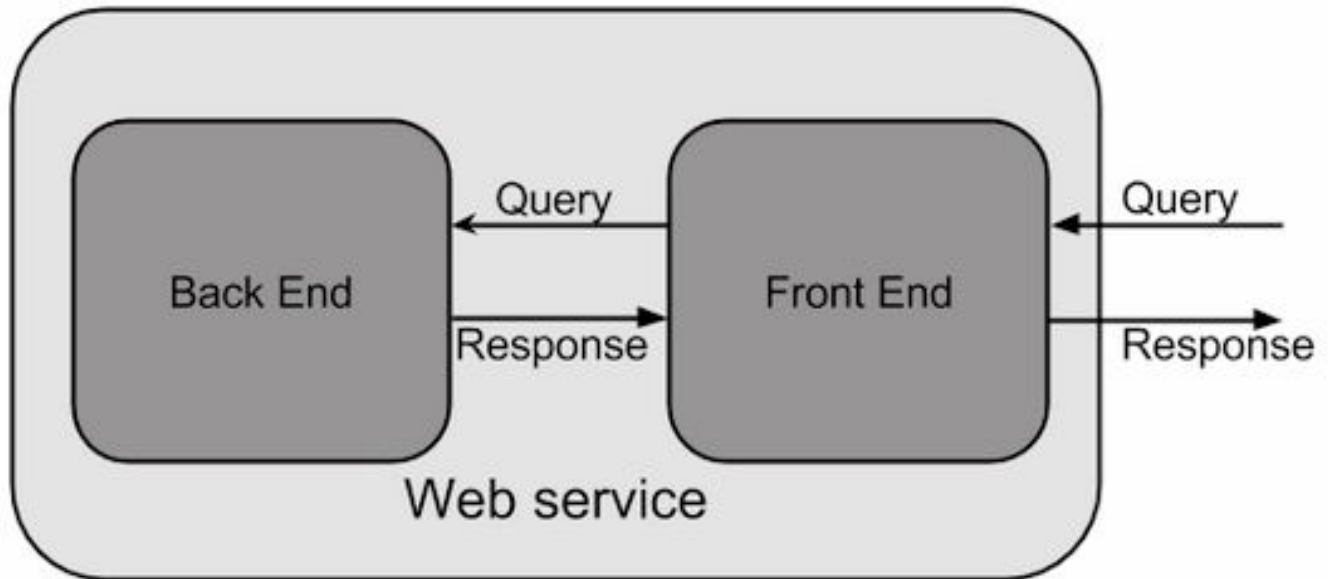 Query
Query
Back End
Front End
Response
Response
Web service